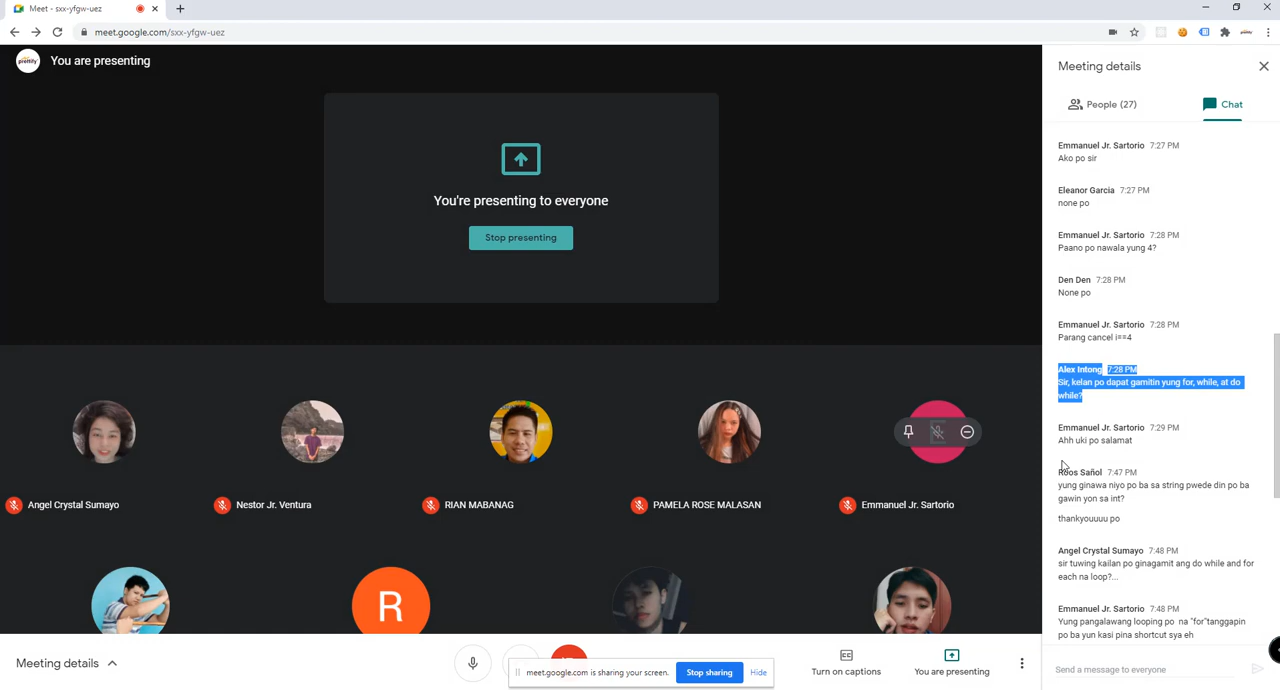 Meet - sxx-yfgw-uez
meet.google.com/sxx-yfgw-uez
prettify
You are presenting
You're presenting to everyone
Stop presenting
Angel Crystal Sumayo
Nestor Jr. Ventura
RIAN MABANAG
PAMELA ROSE MALASAN
Emmanuel Jr. Sartorio
R
Meeting details
meet.google.com is sharing your screen.
Stop sharing
Hide
Turn on captions
You are presenting
Meeting details
People (27)
Chat
Emmanuel Jr. Sartorio 7:27 PM
Ako po sir
Eleanor Garcia 7:27 PM
none po
Emmanuel Jr. Sartorio 7:28 PM
Paano po nawala yung 4?
Den Den 7:28 PM
None po
Emmanuel Jr. Sartorio 7:28 PM
Parang cancel i==4
Alex Intong 7:28 PM
Sir, kelan po dapat gamitin yung for, while, at do
while?
Emmanuel Jr. Sartorio 7:29 PM
Ahh uki po salamat
Sañol 7:47 PM
yung ginawa niyo po ba sa string pwede din po ba
gawin yon sa int?
thankyouuuu po
Angel Crystal Sumayo 7:48 PM
sir tuwing kailan po ginagamit ang do while and for
each na loop?...
Emmanuel Jr. Sartorio 7:48 PM
Yung pangalawang looping po na "for"tanggapin
po ba yun kasi pina shortcut sya eh
Send a message to everyone